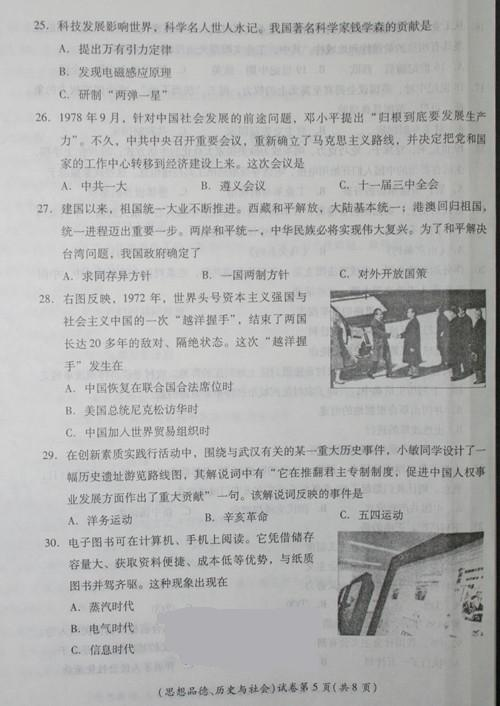 25. 科技发展影响世界，科学名人世人永记。我国著名科学家钱学森的贡献是
A. 提出万有引力定律
B. 发现电磁感应原理
C. 研制“两弹一星”
26. 1978年9月，针对中国社会发展的前途问题，邓小平提出“归根到底要发展生产
力”。不久，中共中央召开重要会议，重新确立了马克思主义路线，并决定把党和国
家的工作中心转移到经济建设上来。这次会议是
A. 中共一大 B. 遵义会议 C. 十一届三中全会
27. 建国以来，祖国统一大业不断推进。西藏和平解放，大陆基本统一；港澳回归祖国，
统一进程迈出重要一步。两岸和平统一，中华民族必将实现伟大复兴。为了和平解决
台湾问题，我国政府确定了
A. 求同存异方针 B. 一国两制方针 C. 对外开放国策
28. 右图反映，1972年，世界头号资本主义强国与
社会主义中国的一次“越洋握手”，结束了两国
长达20多年的敌对、隔绝状态。这次“越洋握
手”发生在
A. 中国恢复在联合国合法席位时
B. 美国总统尼克松访华时
C. 中国加入世界贸易组织时
29. 在创新素质实践行活动中，围绕与武汉有关的某一重大历史事件，小敏同学设计了一
幅历史遗址游览路线图，其解说词中有“它在推翻君主专制制度，促进中国人权事
业发展方面作出了重大贡献”一句。该解说词反映的事件是
A. 洋务运动 B. 辛亥革命 C. 五四运动
30. 电子图书可在计算机、手机上阅读。它凭借储存
容量大、获取资料便捷、成本低等优势，与纸质
图书并驾齐驱。这种现象出现在
A. 蒸汽时代
B. 电气时代
C. 信息时代
(思想品德、历史与社会)试卷第5页(共8页)